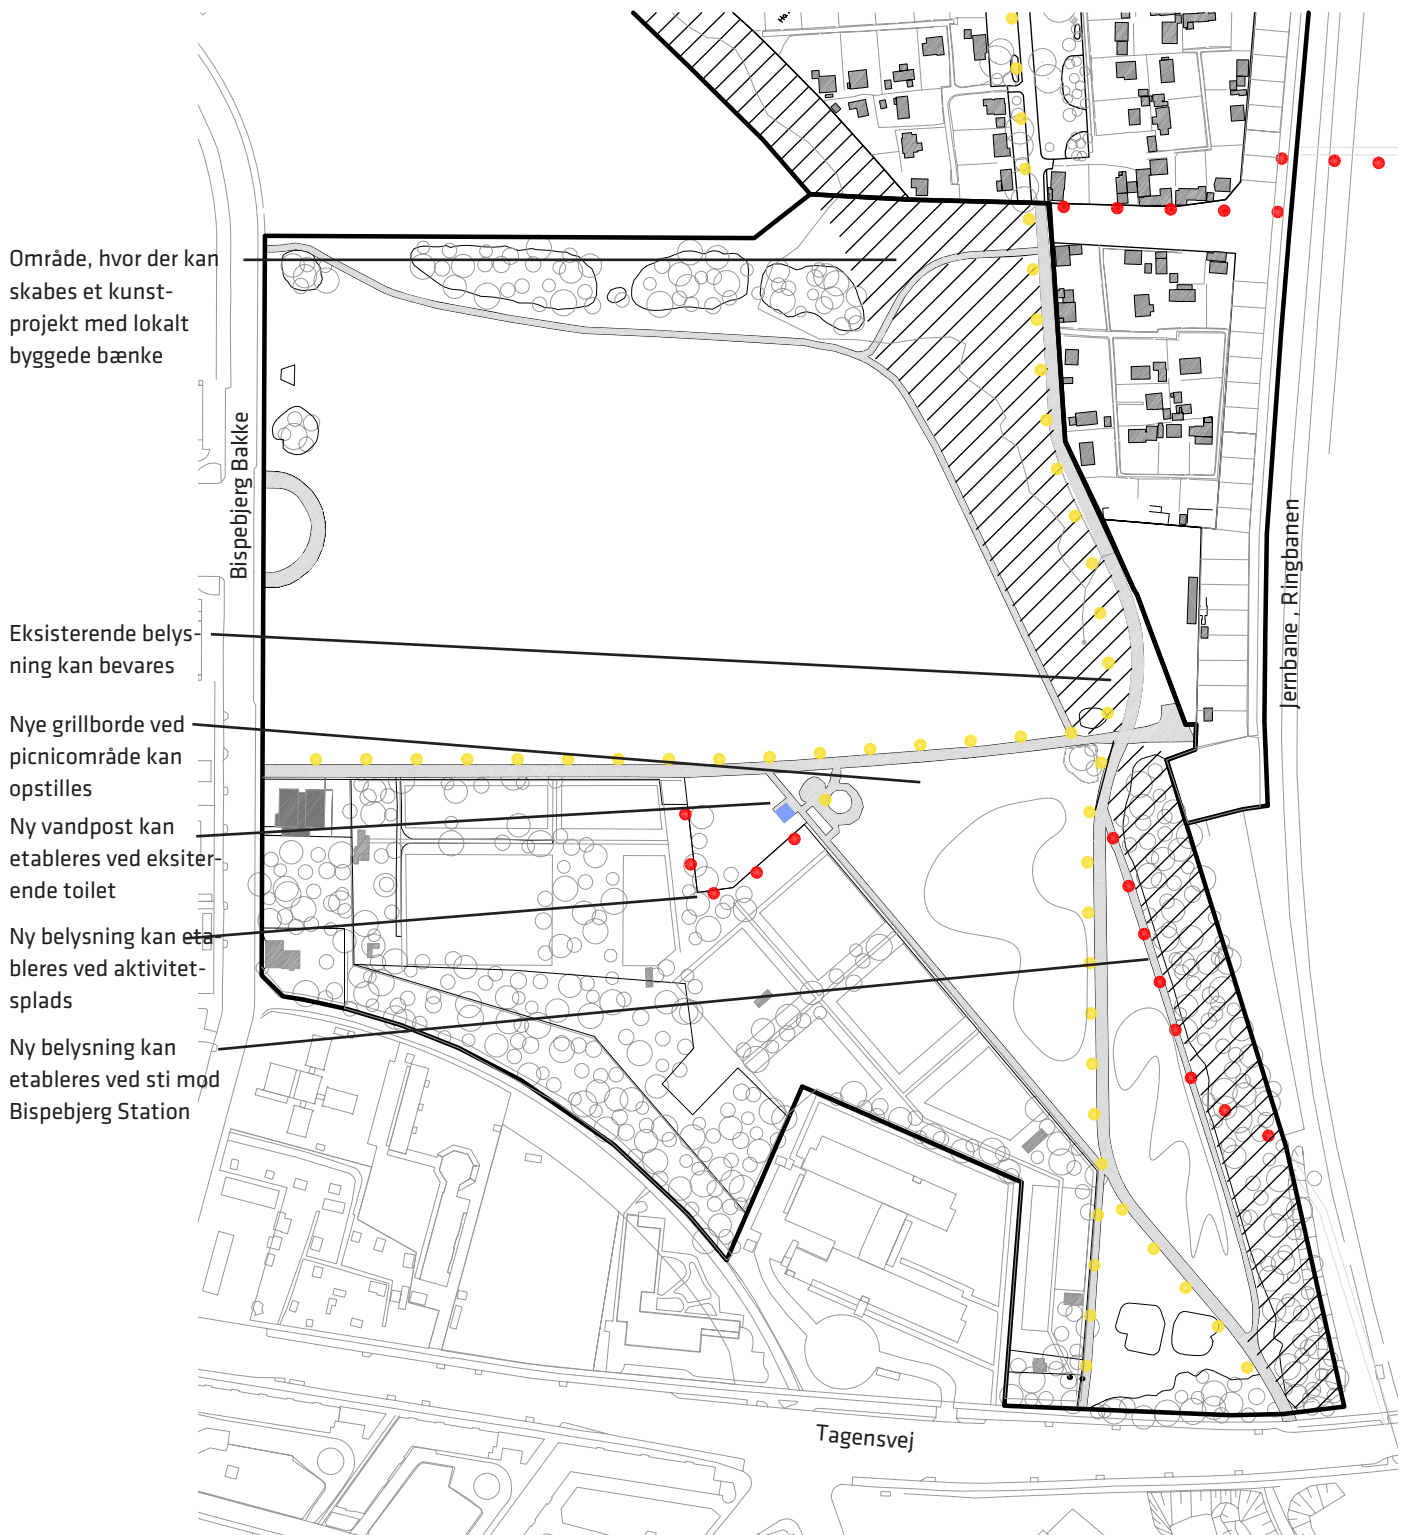 Område, hvor der kan
skabes et kunst-
projekt med lokalt
byggede bænke
Bispebjerg Bakke
Jernbane , Ringbanen
Eksisterende belys-
ning kan bevares
Nye grillborde ved
picnicområde kan
opstilles
Ny vandpost kan
etableres ved eksiter-
ende toilet
Ny belysning kan eta-
bleres ved aktivitet-
splads
Ny belysning kan
etableres ved sti mod
Bispebjerg Station
Tagensvej